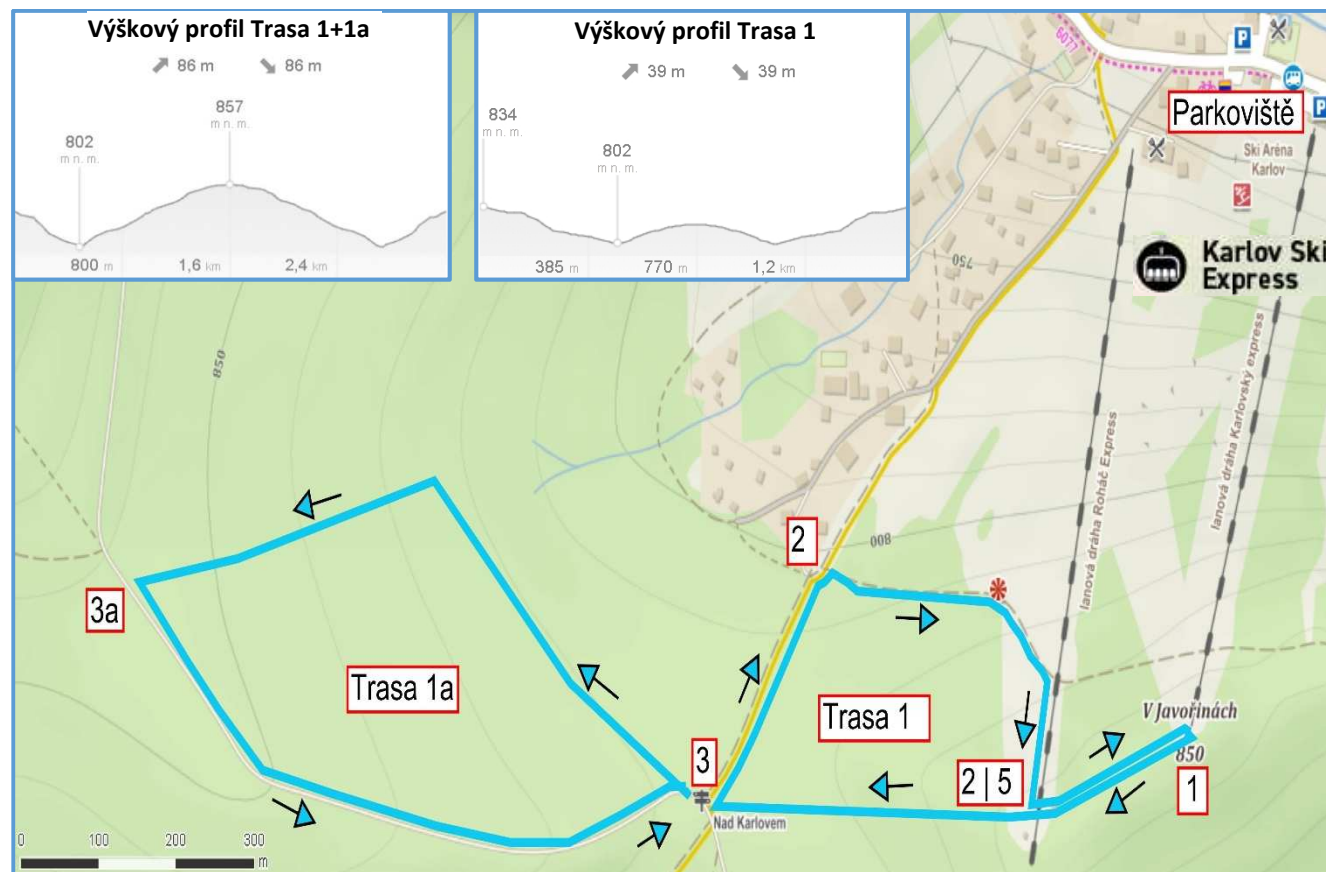 Výškový profil Trasa 1+1a
86 m 86 m
857
m n. m.
802
m n. m.
800 m 1,6 km 2,4 km
Výškový profil Trasa 1
39 m 39 m
834
m n. m.
802
m n. m.
385 m 770 m 1,2 km
6077
P
Parkoviště
P
Ski Aréna
Karlov
Karlov Ski
Express
750
850
lanová dráha Roháč Express
lanová dráha Karlovský express
800
2
3a
Trasa 1a
Trasa 1
V Javořinách
850
3
2 | 5
1
Nad Karlovem
0 100 200 300
m